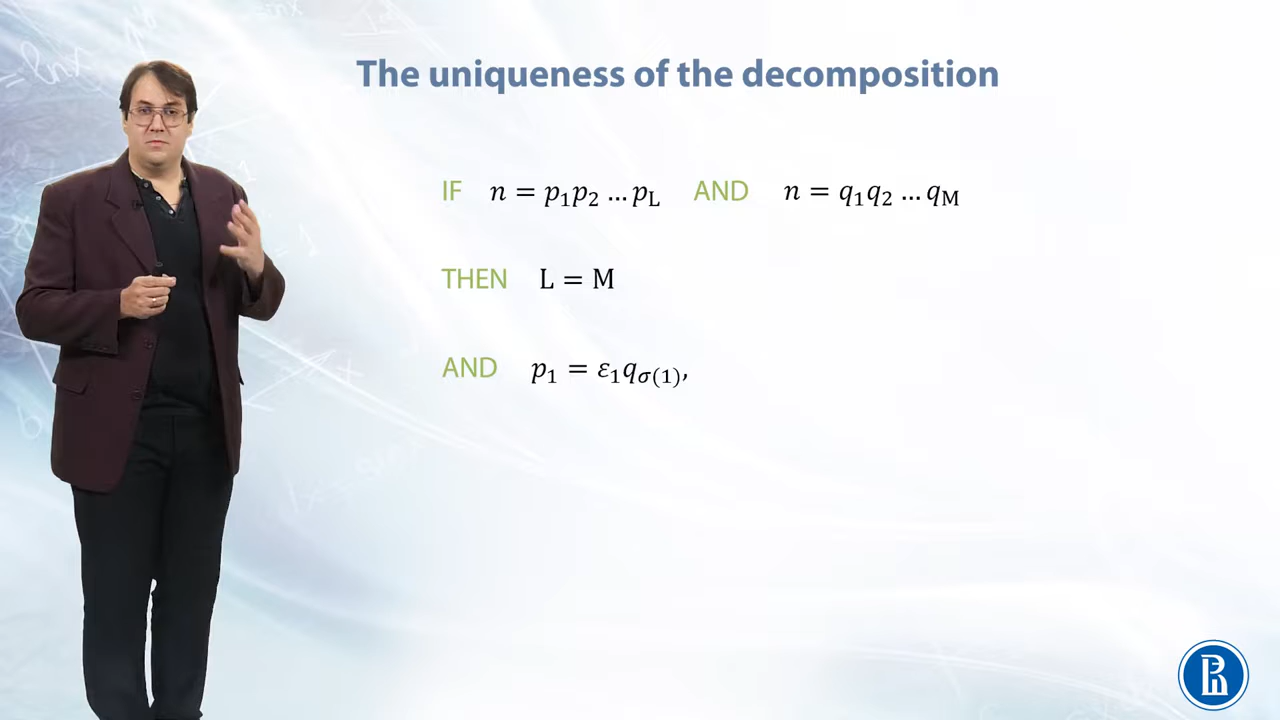 The uniqueness of the decomposition
IF n = p₁p₂ … p_L AND n = q₁q₂ … q_M
THEN L = M
AND p₁ = ε₁q_σ(1),